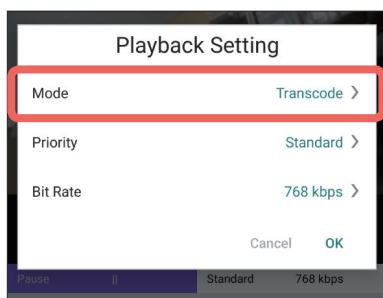 Playback Setting
Mode Transcode >
Priority Standard >
Bit Rate 768 kbps >
Cancel OK
Pause || Standard 768 kbps